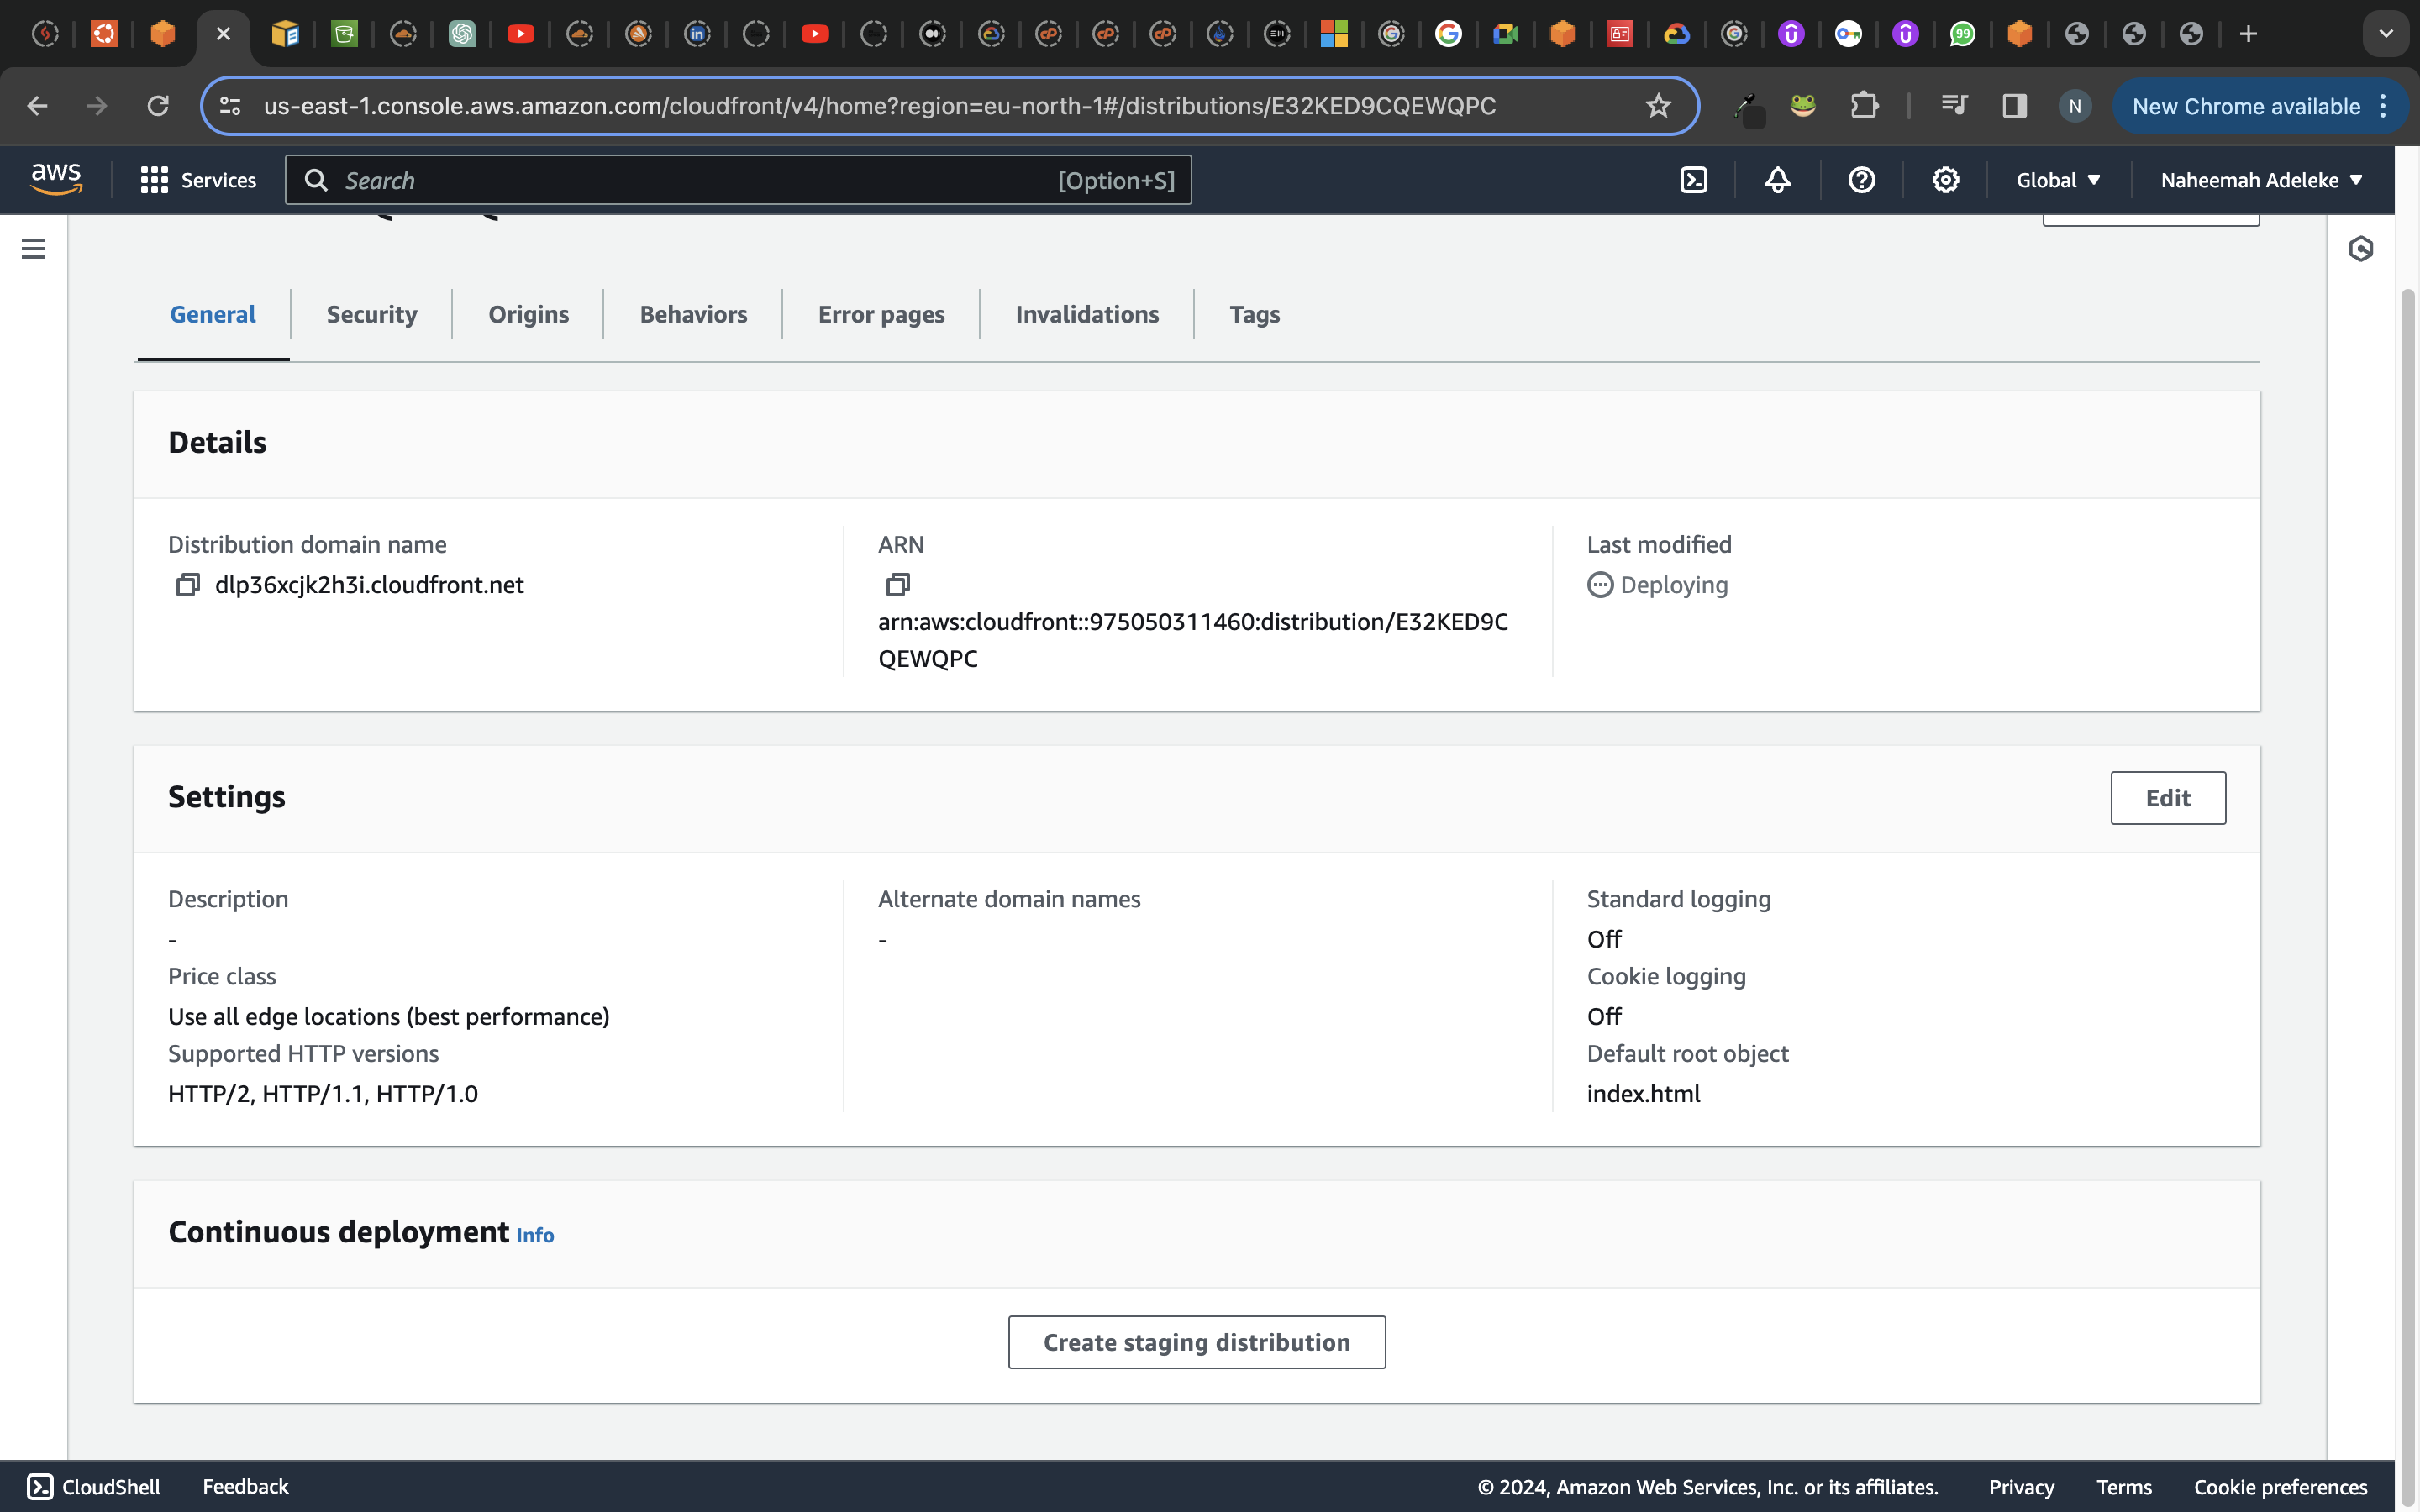 us-east-1.console.aws.amazon.com/cloudfront/v4/home?region=eu-north-1#/distributions/E32KED9CQEWQPC
N
New Chrome available
99
aws
Services
Search
[Option+S]
Global
Naheemah Adeleke
General
Security
Origins
Behaviors
Error pages
Invalidations
Tags
Details
Distribution domain name
dlp36xcjk2h3i.cloudfront.net
ARN
arn:aws:cloudfront::975050311460:distribution/E32KED9C
QEWQPC
Last modified
Deploying
Settings
Edit
Description
-
Price class
Use all edge locations (best performance)
Supported HTTP versions
HTTP/2, HTTP/1.1, HTTP/1.0
Alternate domain names
-
Standard logging
Off
Cookie logging
Off
Default root object
index.html
Continuous deployment Info
Create staging distribution
CloudShell
Feedback
© 2024, Amazon Web Services, Inc. or its affiliates.
Privacy
Terms
Cookie preferences